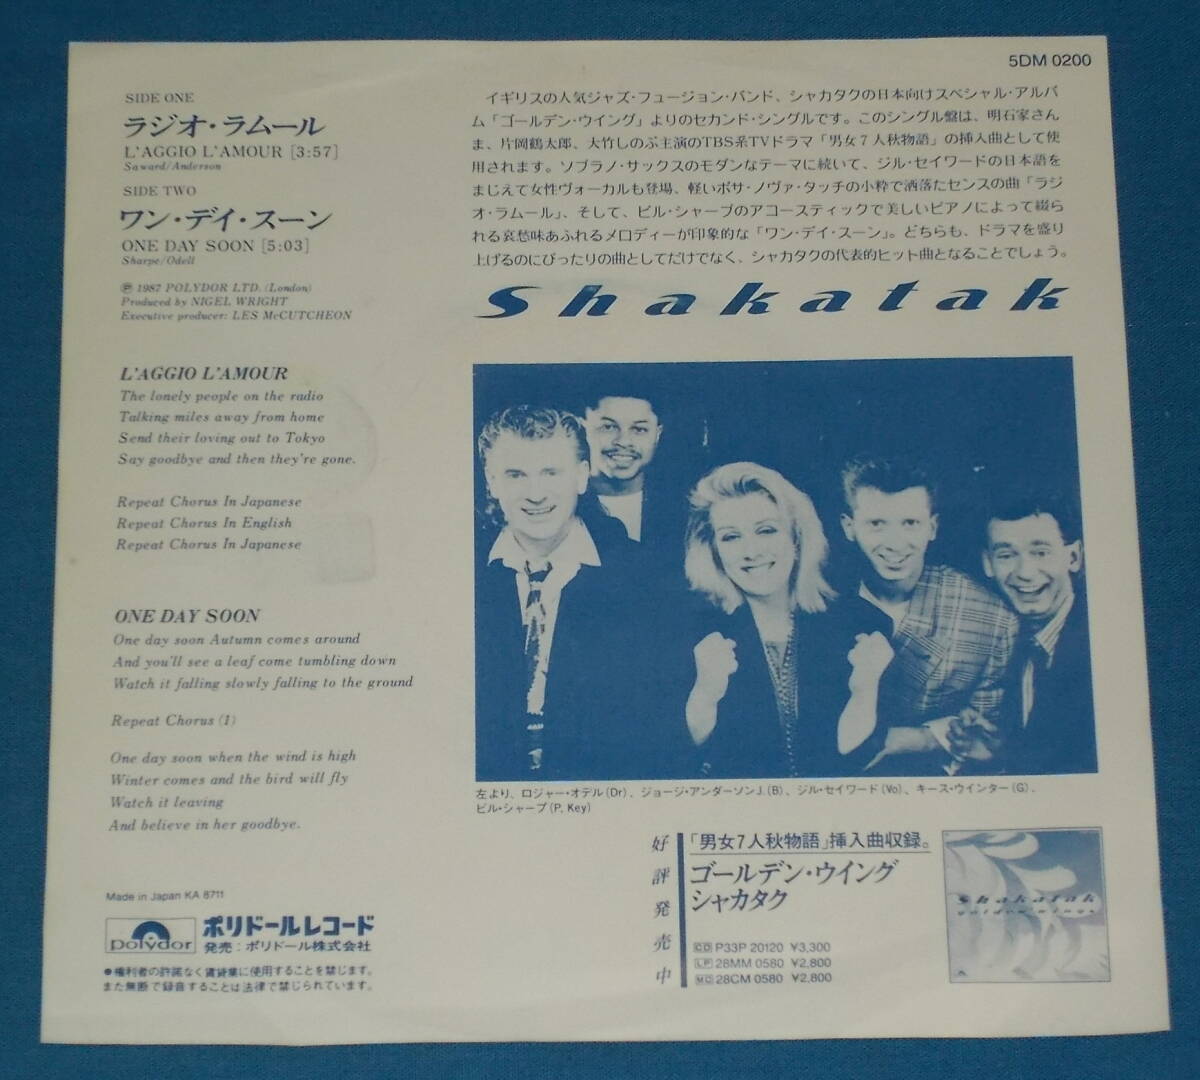 5DM 0200
SIDE ONE
ラジオ・ラムール
L'AGGIO L'AMOUR [3:57]
Saward/Anderson
SIDE TWO
ワン・デイ・スーン
ONE DAY SOON [5:03]
Sharpe/Odell
Ⓟ 1987 POLYDOR LTD. (London)
Produced by NIGEL WRIGHT
Executive producer: LES McCUTCHEON
イギリスの人気ジャズ・フュージョン・バンド、シャカタクの日本向けスペシャル・アルバ
ム「ゴールデン・ウイング」よりのセカンド・シングルです。このシングル盤は、明石家さん
ま、片岡鶴太郎、大竹しのぶ主演のTBS系TVドラマ「男女7人秋物語」の挿入曲として使
用されます。ソプラノ・サックスのモダンなテーマに続いて、ジル・セイワードの日本語を
まじえて女性ヴォーカルも登場、軽いボサ・ノヴァ・タッチの小粋で洒落たセンスの曲「ラジ
オ・ラムール」、そして、ビル・シャープのアコースティックで美しいピアノによって綴ら
れる哀愁味あふれるメロディーが印象的な「ワン・デイ・スーン」。どちらも、ドラマを盛り
上げるのにぴったりの曲としてだけでなく、シャカタクの代表的ヒット曲となることでしょう。
Shakatak
L'AGGIO L'AMOUR
The lonely people on the radio
Talking miles away from home
Send their loving out to Tokyo
Say goodbye and then they're gone.
Repeat Chorus In Japanese
Repeat Chorus In English
Repeat Chorus In Japanese
ONE DAY SOON
One day soon Autumn comes around
And you'll see a leaf come tumbling down
Watch it falling slowly falling to the ground
Repeat Chorus (1)
One day soon when the wind is high
Winter comes and the bird will fly
Watch it leaving
And believe in her goodbye.
左より、ロジャー・オデル(Dr)、ジョージ・アンダーソンJ.(B)、ジル・セイワード(Vo)、キース・ウインター(G)、
ビル・シャープ(P, Key)
好評発売中
「男女7人秋物語」挿入曲収録。
ゴールデン・ウイング
シャカタク
CD P33P 20120 ¥3,300
LP 28MM 0580 ¥2,800
MC 28CM 0580 ¥2,800
Shakatak
golden wings
Made in Japan KA 8711
polydor
ポリドールレコード
発売：ポリドール株式会社
●権利者の許諾なく賃貸業に使用することを禁じます。
また無断で録音することは法律で禁じられています。